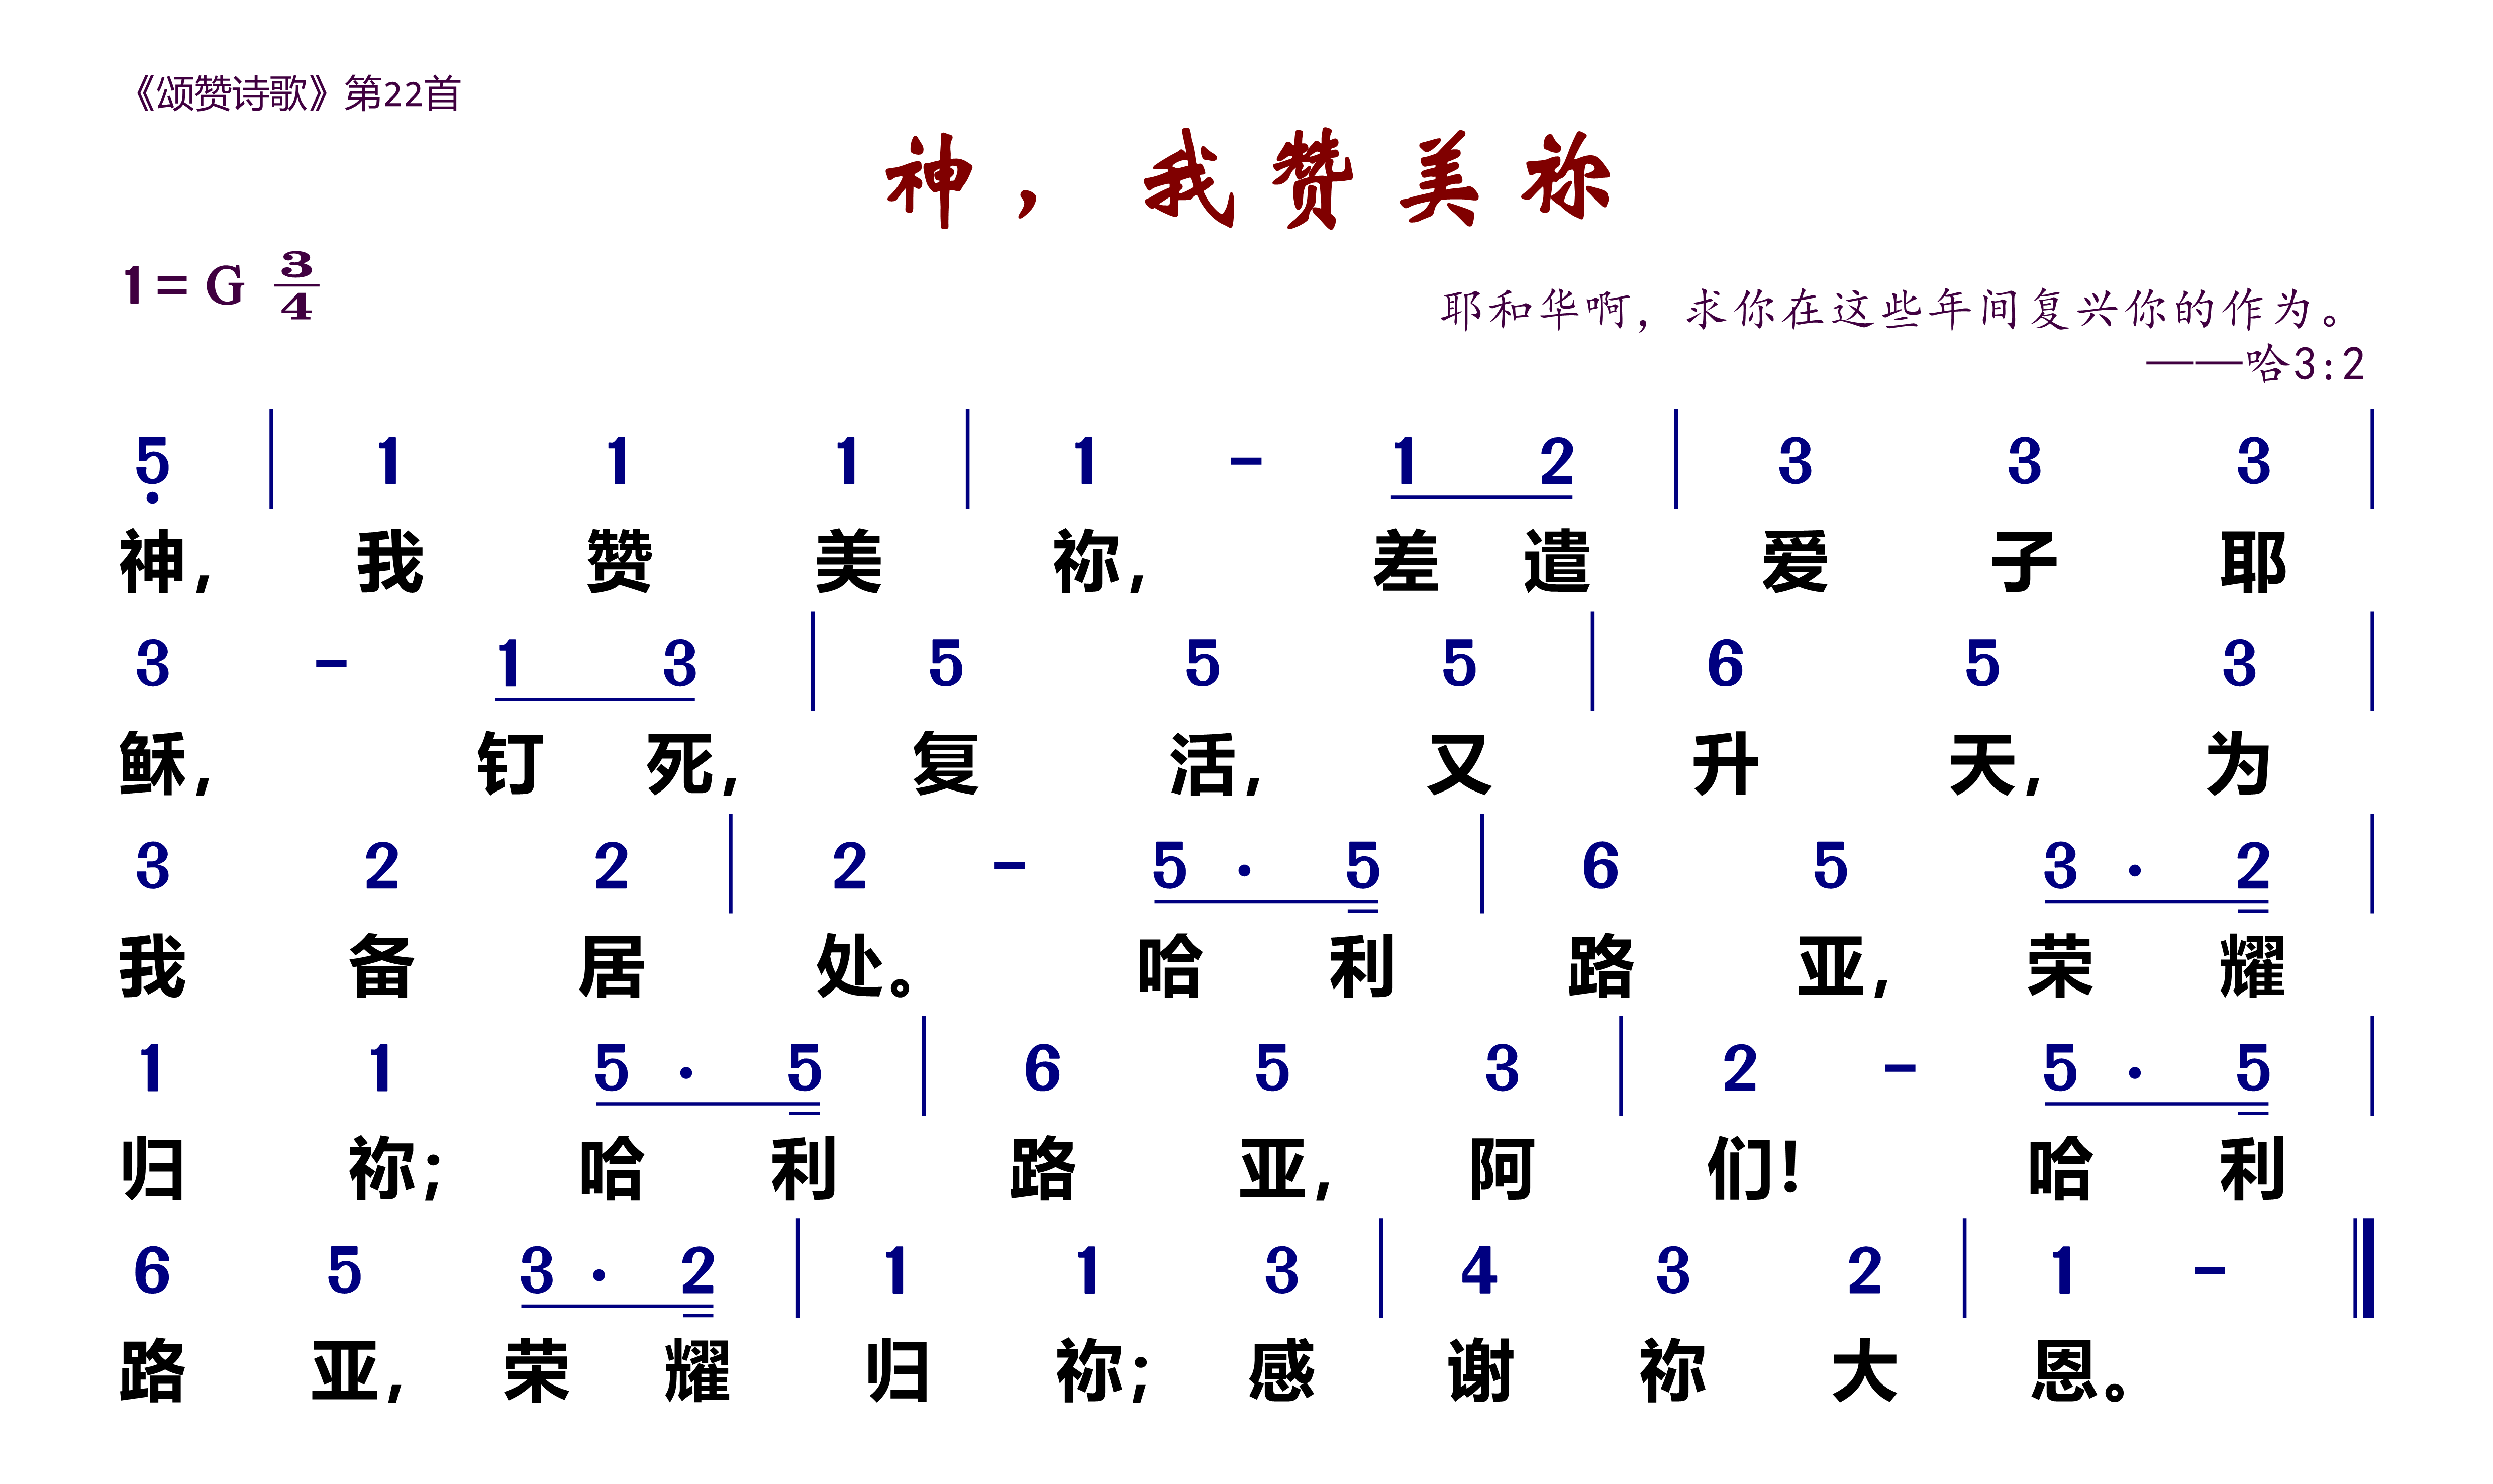 《颂赞诗歌》第22首
神，我赞美祢
1= G 3/4
耶和华啊，求你在这些年间复兴你的作为。
——哈3:2
5̣ | 1 1 1 | 1 - 1 2 | 3 3 3 |
神, 我 赞 美 祢, 差 遣 爱 子 耶
3 - 1 3 | 5 5 5 | 6 5 3 |
稣, 钉 死, 复 活, 又 升 天, 为
3 2 2 | 2 - 5 · 5 | 6 5 3 · 2 |
我 备 居 处。 哈 利 路 亚, 荣 耀
1 1 5 · 5 | 6 5 3 | 2 - 5 · 5 |
归 祢; 哈 利 路 亚, 阿 们! 哈 利
6 5 3 · 2 | 1 1 3 | 4 3 2 | 1 - ‖
路 亚, 荣 耀 归 祢; 感 谢 祢 大 恩。